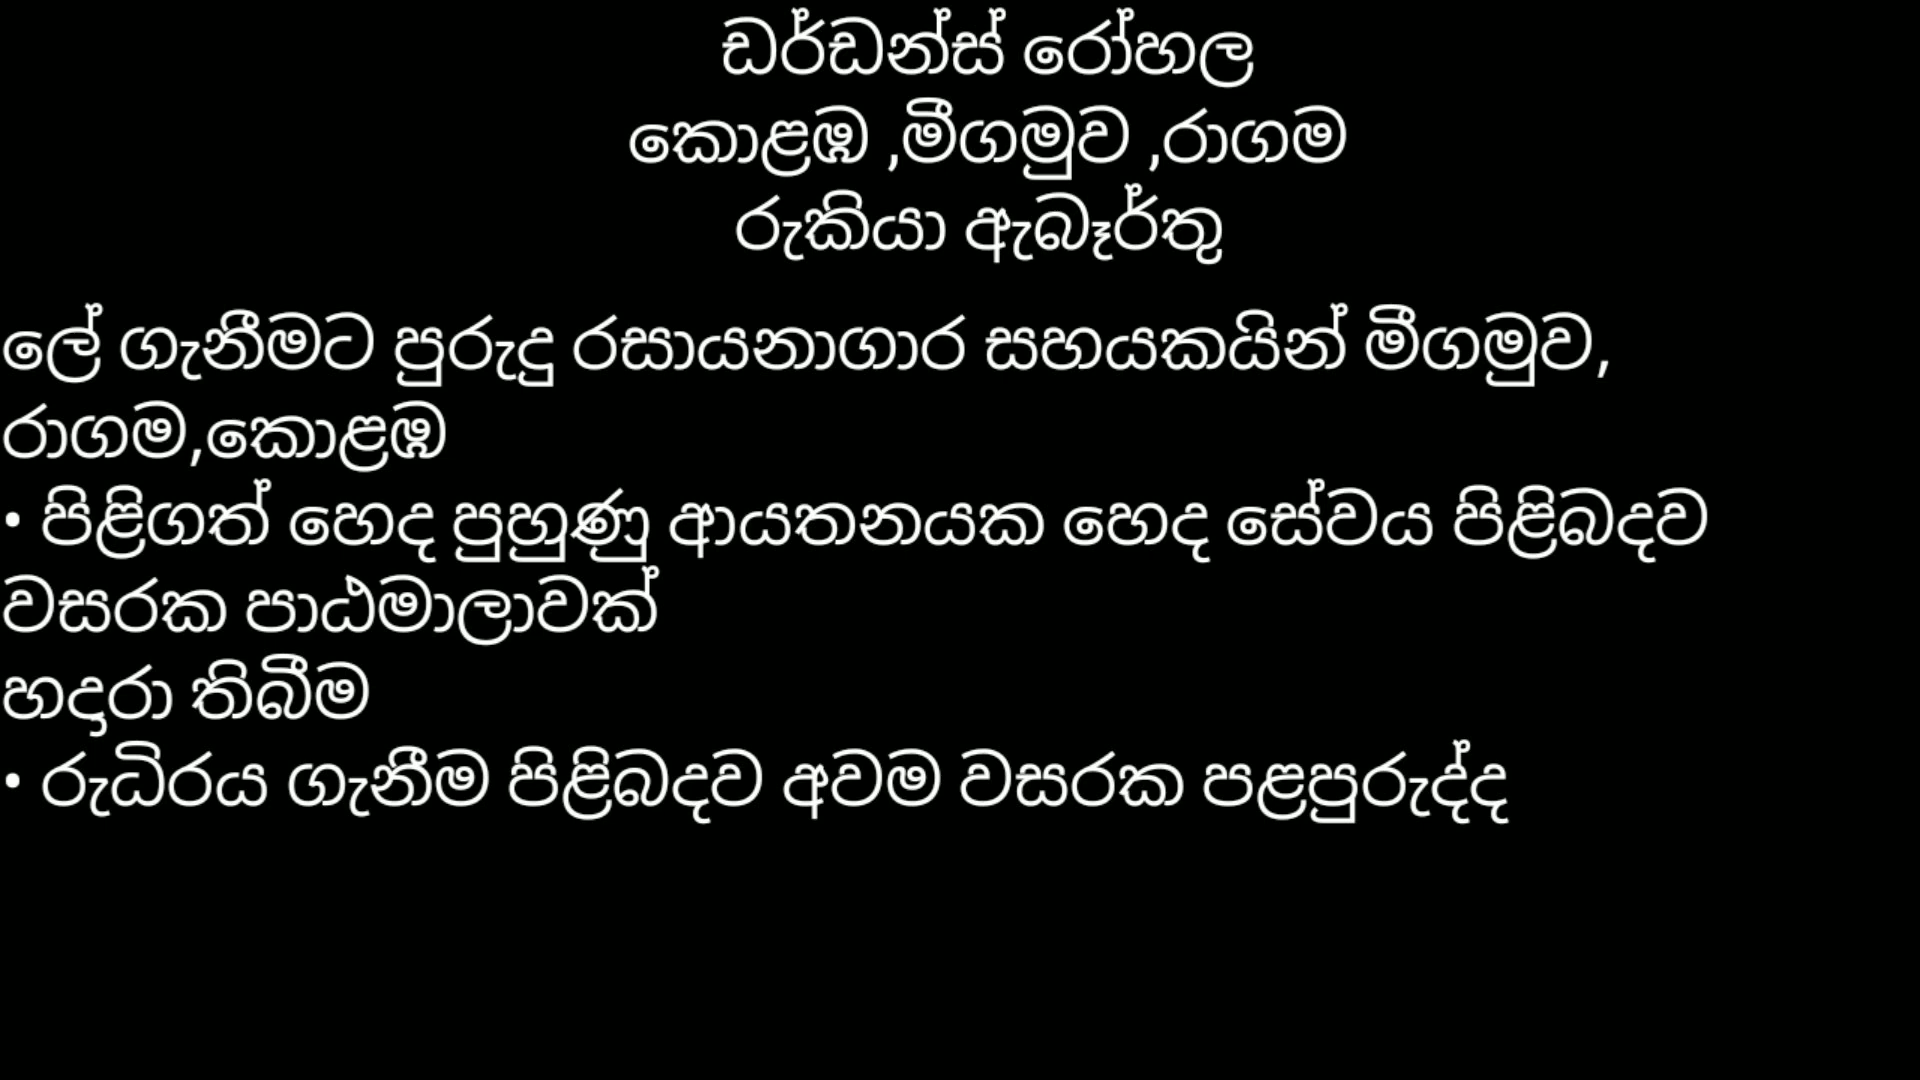 ඩර්ඩන්ස් රෝහල
කොළඹ ,මීගමුව ,රාගම
රුකියා ඇබෑර්තු
ලේ ගැනීමට පුරුදු රසායනාගාර සහයකයින් මීගමුව,
රාගම,කොළඹ
• පිළිගත් හෙද පුහුණු ආයතනයක හෙද සේවය පිළිබදව
වසරක පාඨමාලාවක්
හදාරා තිබීම
• රුධිරය ගැනීම පිළිබදව අවම වසරක පළපුරුද්ද